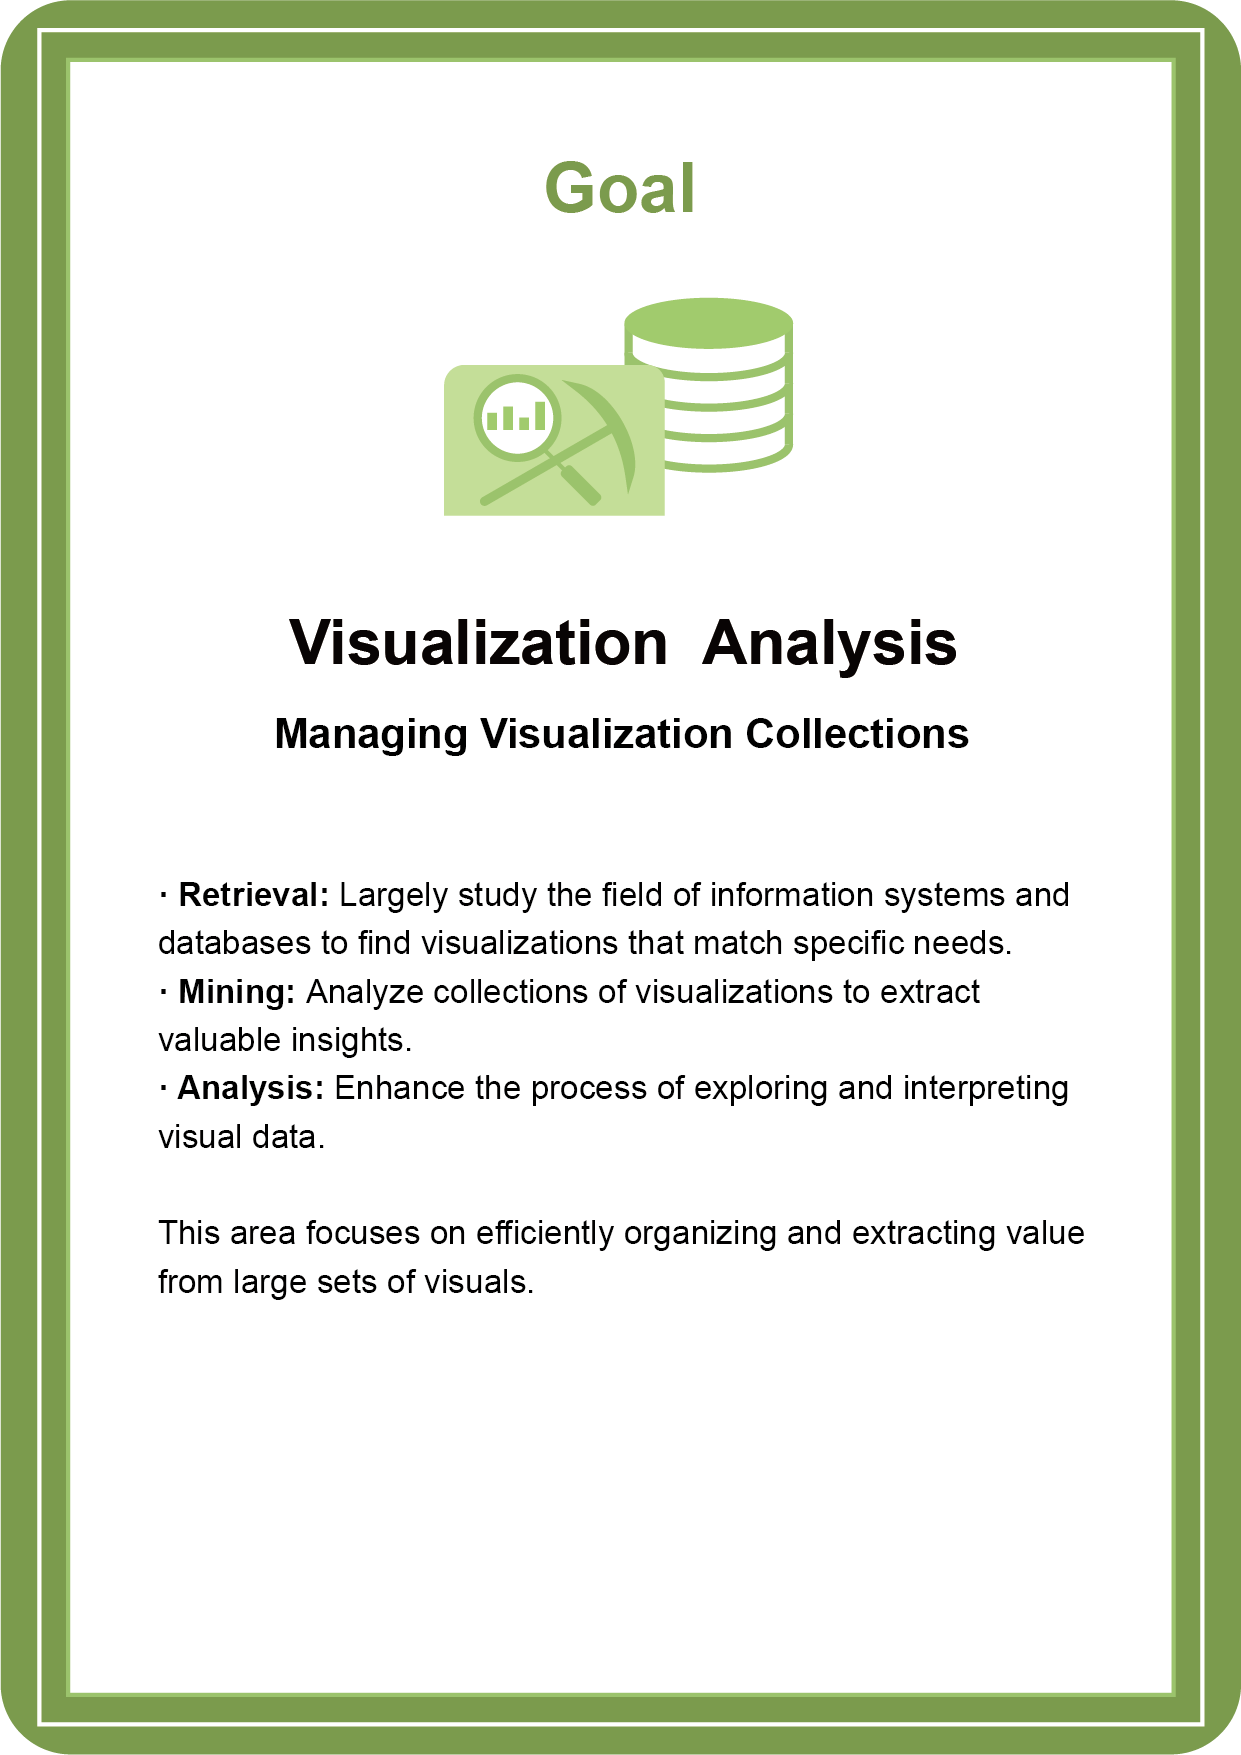 Goal
Visualization Analysis
Managing Visualization Collections
· Retrieval: Largely study the field of information systems and
databases to find visualizations that match specific needs.
· Mining: Analyze collections of visualizations to extract
valuable insights.
· Analysis: Enhance the process of exploring and interpreting
visual data.
This area focuses on efficiently organizing and extracting value
from large sets of visuals.